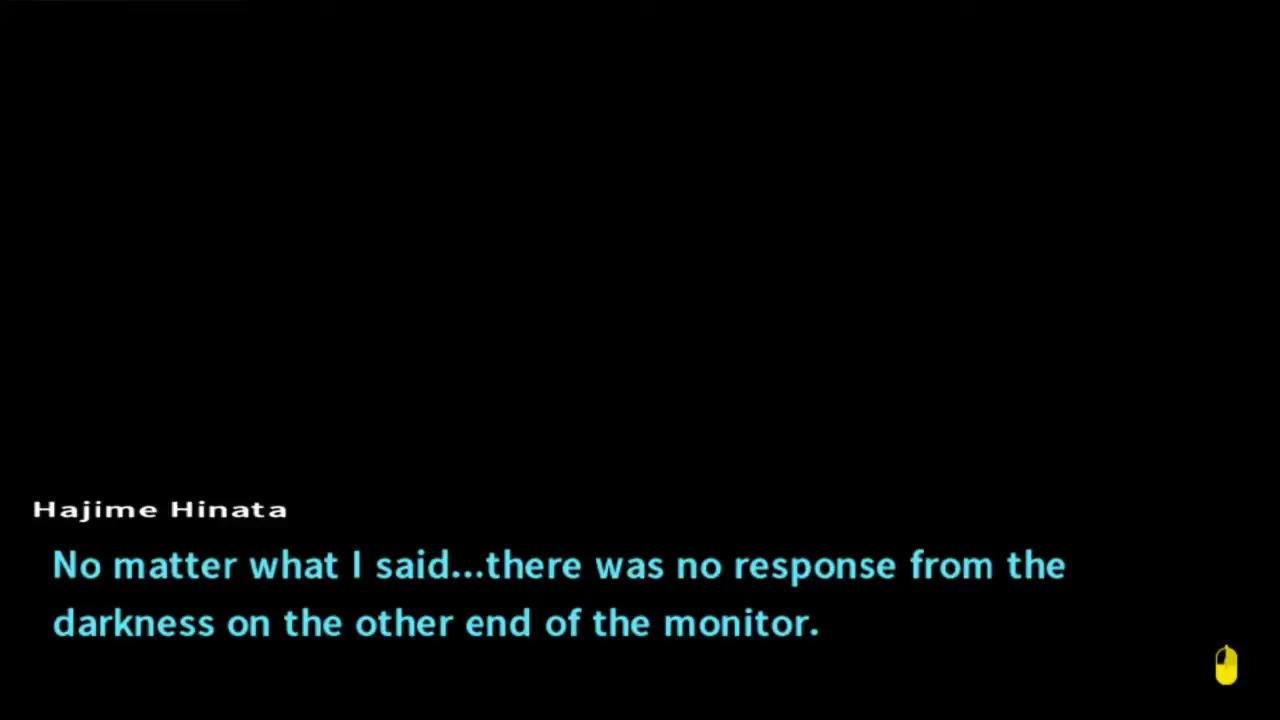 Hajime Hinata
No matter what I said...there was no response from the
darkness on the other end of the monitor.